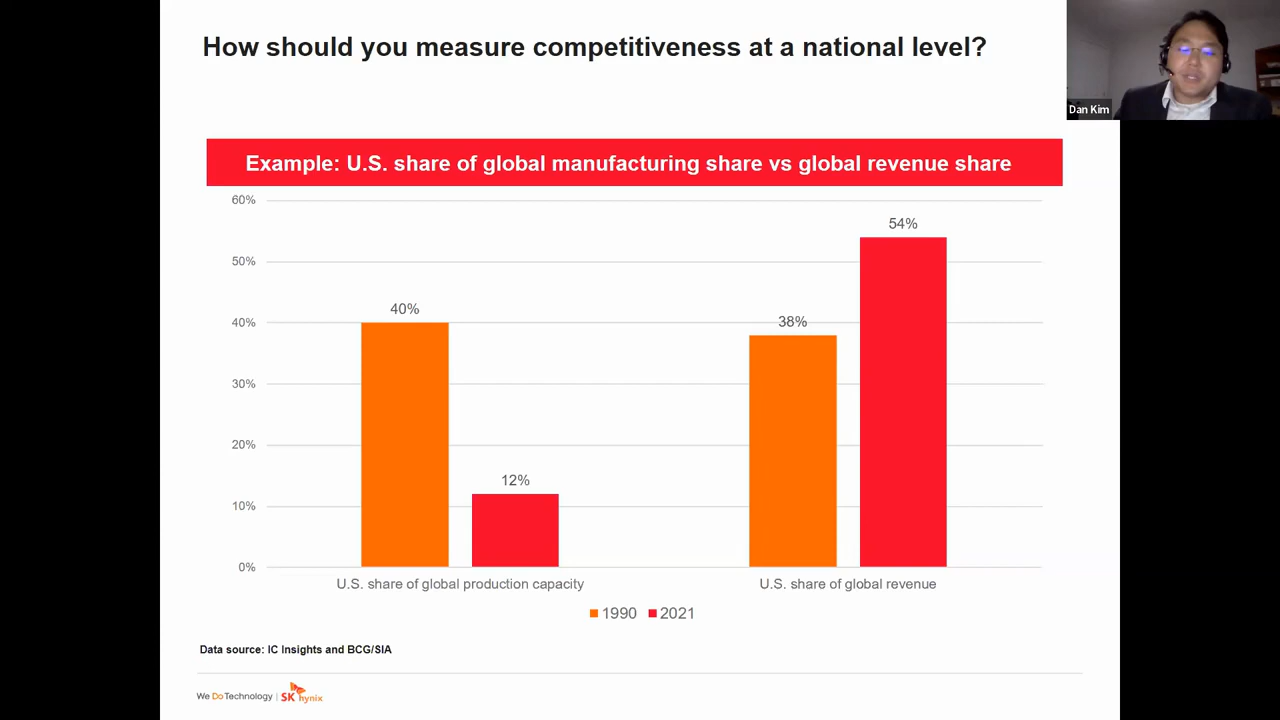 How should you measure competitiveness at a national level?
Dan Kim
Example: U.S. share of global manufacturing share vs global revenue share
60%
50%
40%
30%
20%
10%
0%
40%
12%
38%
54%
U.S. share of global production capacity
U.S. share of global revenue
1990 2021
Data source: IC Insights and BCG/SIA
We Do Technology | SK hynix